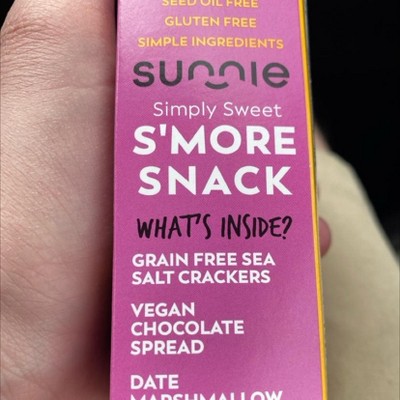 SEED OIL FREE
GLUTEN FREE
SIMPLE INGREDIENTS
sunnie
Simply Sweet
S'MORE
SNACK
WHAT'S INSIDE?
GRAIN FREE SEA
SALT CRACKERS
VEGAN
CHOCOLATE
SPREAD
DATE
MARSHMALLOW